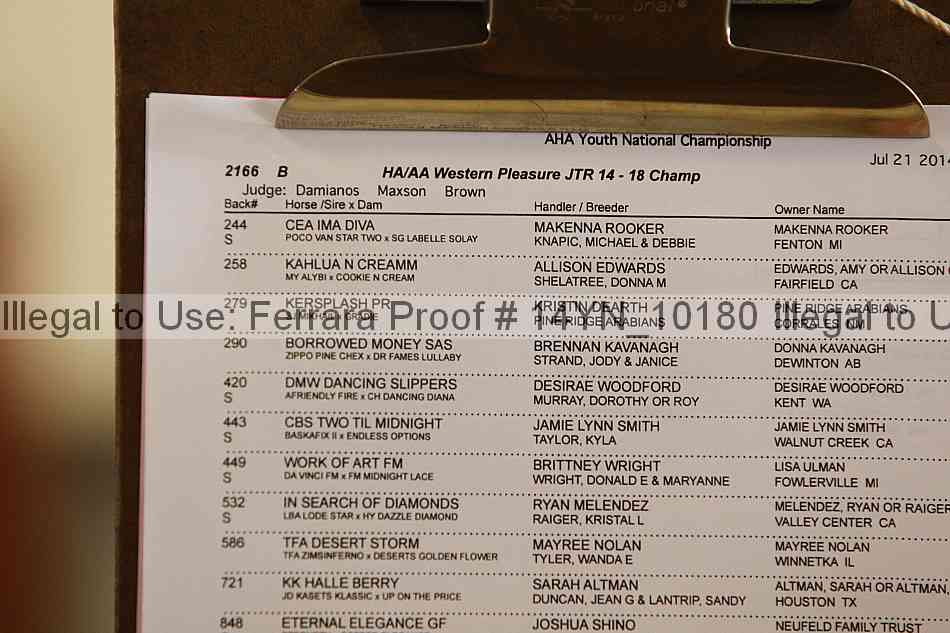 AHA Youth National Championship
Jul 21 2014
2166 B HA/AA Western Pleasure JTR 14 - 18 Champ
Judge: Damianos Maxson Brown
Back# Horse /Sire x Dam Handler / Breeder Owner Name
244 CEA IMA DIVA MAKENNA ROOKER MAKENNA ROOKER
S POCO VAN STAR TWO x SG LABELLE SOLAY KNAPIC, MICHAEL & DEBBIE FENTON MI
258 KAHLUA N CREAMM ALLISON EDWARDS EDWARDS, AMY OR ALLISON
MY ALYBI x COOKIE N CREAM SHELATREE, DONNA M FAIRFIELD CA
279 KERSPLASH PR KRISTIN DEARTH PINE RIDGE ARABIANS
Illegal to Use: Ferrara Proof # 14YN-10180 Illegal to U
PINE RIDGE ARABIANS CORRALES NM
290 BORROWED MONEY SAS BRENNAN KAVANAGH DONNA KAVANAGH
ZIPPO PINE CHEX x DR FAMES LULLABY STRAND, JODY & JANICE DEWINTON AB
420 DMW DANCING SLIPPERS DESIRAE WOODFORD DESIRAE WOODFORD
S AFRIENDLY FIRE x CH DANCING DIANA MURRAY, DOROTHY OR ROY KENT WA
443 CBS TWO TIL MIDNIGHT JAMIE LYNN SMITH JAMIE LYNN SMITH
S BASKAFIX II x ENDLESS OPTIONS TAYLOR, KYLA WALNUT CREEK CA
449 WORK OF ART FM BRITTNEY WRIGHT LISA ULMAN
S DA VINCI FM x FM MIDNIGHT LACE WRIGHT, DONALD E & MARYANNE FOWLERVILLE MI
532 IN SEARCH OF DIAMONDS RYAN MELENDEZ MELENDEZ, RYAN OR RAIGER
S LBA LODE STAR x HY DAZZLE DIAMOND RAIGER, KRISTAL L VALLEY CENTER CA
586 TFA DESERT STORM MAYREE NOLAN MAYREE NOLAN
TFA ZIMSINFERNO x DESERTS GOLDEN FLOWER TYLER, WANDA E WINNETKA IL
721 KK HALLE BERRY SARAH ALTMAN ALTMAN, SARAH OR ALTMAN,
JD KASETS KLASSIC x UP ON THE PRICE DUNCAN, JEAN G & LANTRIP, SANDY HOUSTON TX
848 ETERNAL ELEGANCE GF JOSHUA SHINO NEUFELD FAMILY TRUST